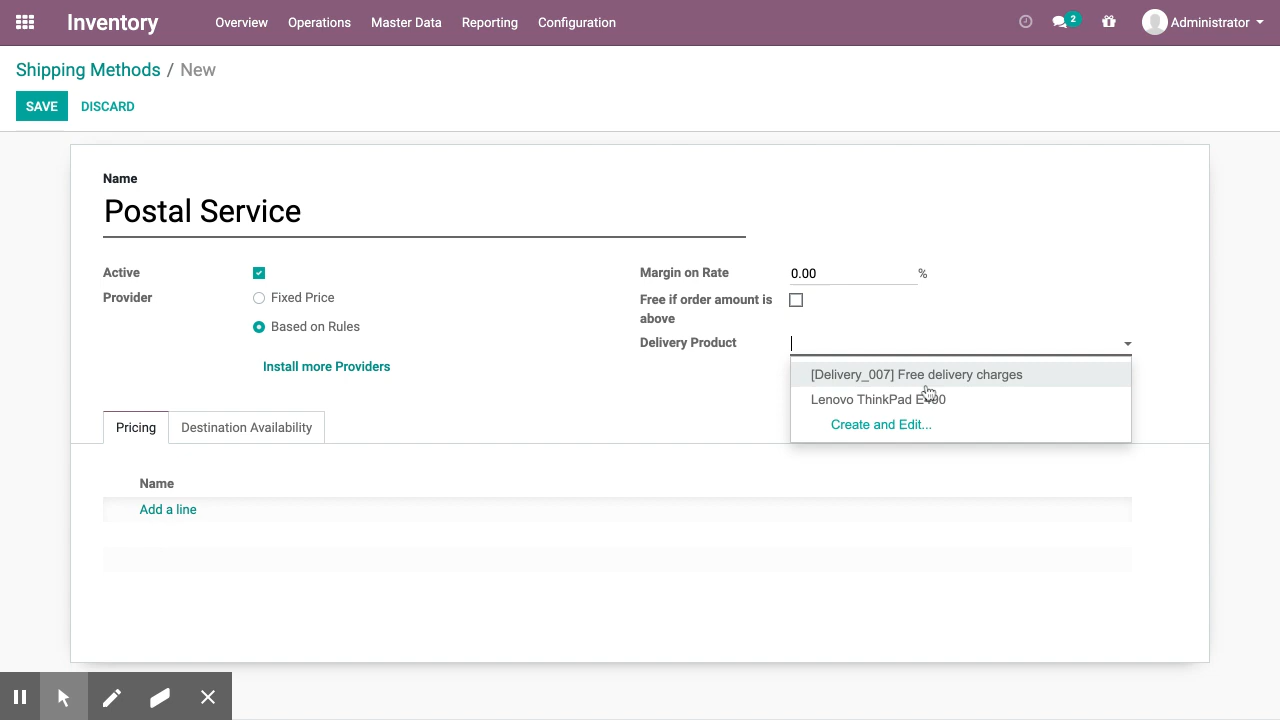 Inventory Overview Operations Master Data Reporting Configuration 2 Administrator
Shipping Methods / New
SAVE DISCARD
Name
Postal Service
Active
Provider
Fixed Price
Based on Rules
Install more Providers
Margin on Rate 0.00 %
Free if order amount is
above
Delivery Product
[Delivery_007] Free delivery charges
Lenovo ThinkPad
Create and Edit...
Pricing Destination Availability
Name
Add a line